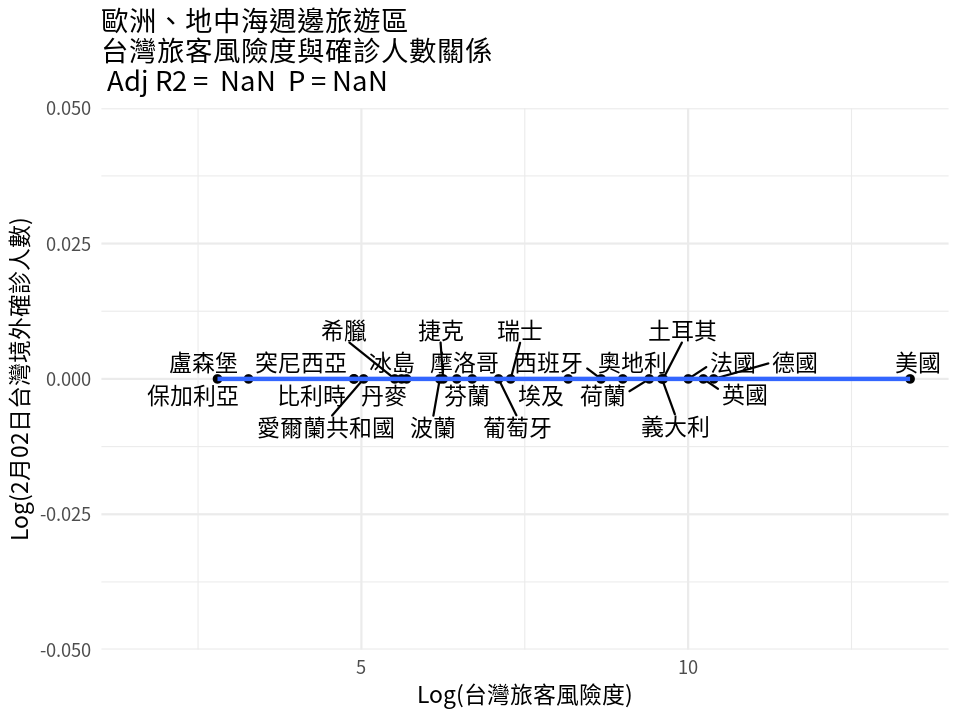 歐洲、地中海週邊旅遊區
台灣旅客風險度與確診人數關係
Adj R2 = NaN P = NaN
0.050
0.025
0.000
-0.025
-0.050
Log(2月02日台灣境外確診人數)
希臘 捷克 瑞士 土耳其
盧森堡 突尼西亞 冰島 摩洛哥 西班牙 奧地利 法國 德國 美國
保加利亞 比利時 丹麥 芬蘭 埃及 荷蘭 英國
愛爾蘭共和國 波蘭 葡萄牙 義大利
5 10
Log(台灣旅客風險度)